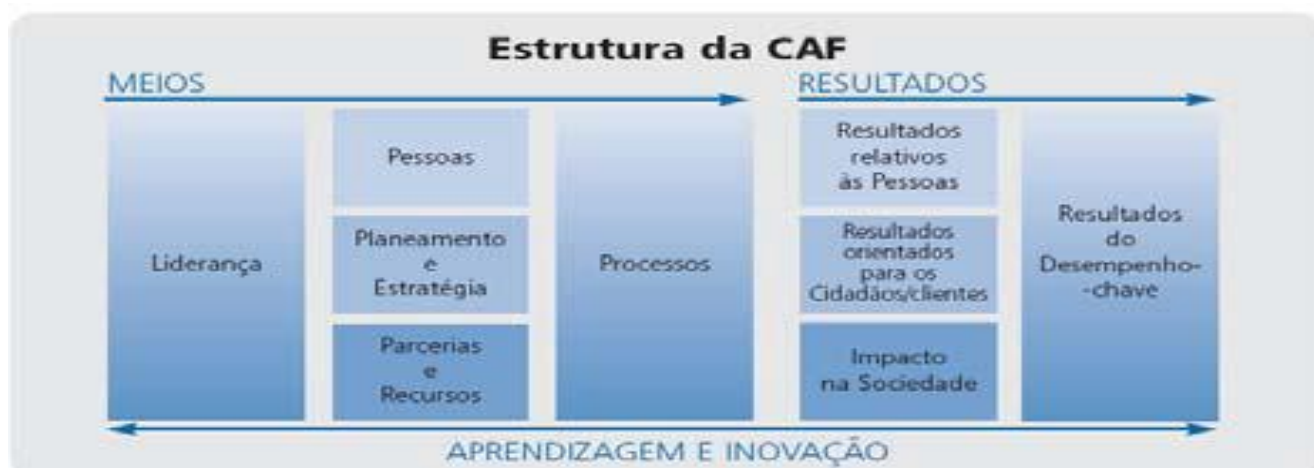 Estrutura da CAF
MEIOS
RESULTADOS
Liderança
Pessoas
Planeamento
e
Estratégia
Parcerias
e
Recursos
Processos
Resultados
relativos
às Pessoas
Resultados
orientados
para os
Cidadãos/clientes
Impacto
na Sociedade
Resultados
do
Desempenho-
-chave
APRENDIZAGEM E INOVAÇÃO